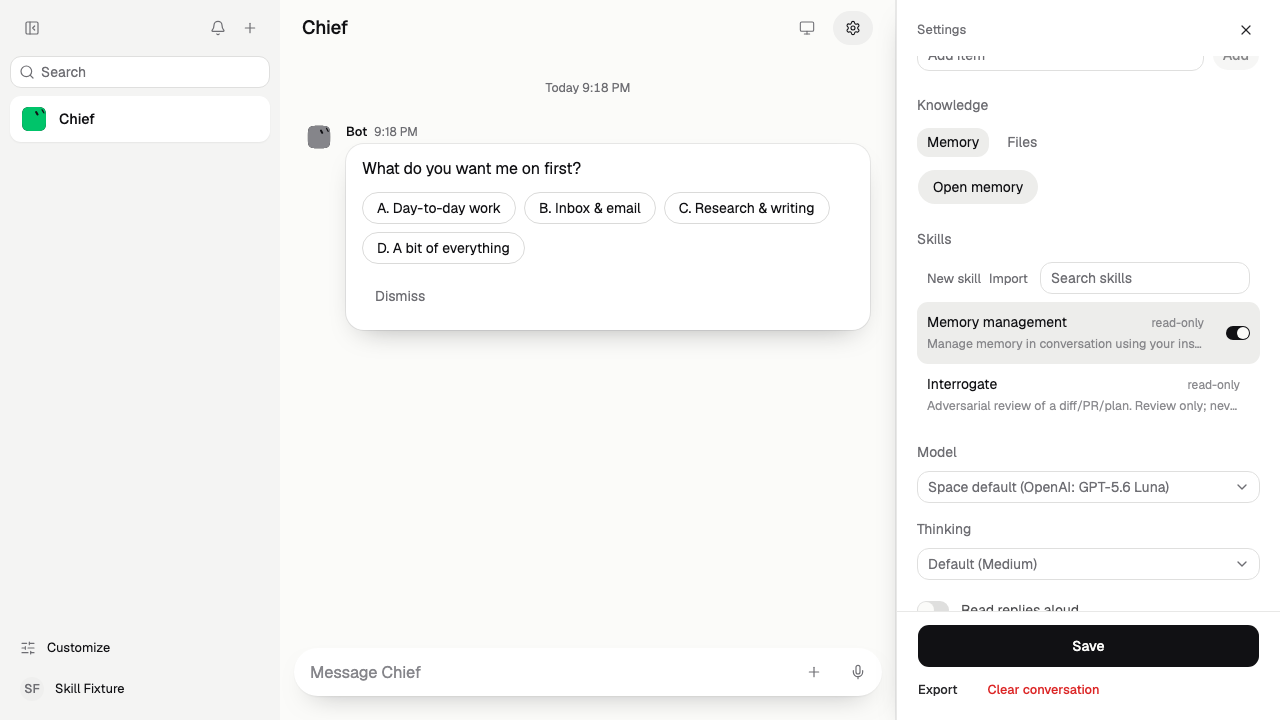 Search
Chief
Customize
SF
Skill Fixture
Chief
Today 9:18 PM
Bot 9:18 PM
What do you want me on first?
A. Day-to-day work
B. Inbox & email
C. Research & writing
D. A bit of everything
Dismiss
Message Chief
Settings
Add item
Add
Knowledge
Memory
Files
Open memory
Skills
New skill
Import
Search skills
Memory management
read-only
Manage memory in conversation using your ins...
Interrogate
read-only
Adversarial review of a diff/PR/plan. Review only; nev...
Model
Space default (OpenAI: GPT-5.6 Luna)
Thinking
Default (Medium)
Read replies aloud
Save
Export
Clear conversation